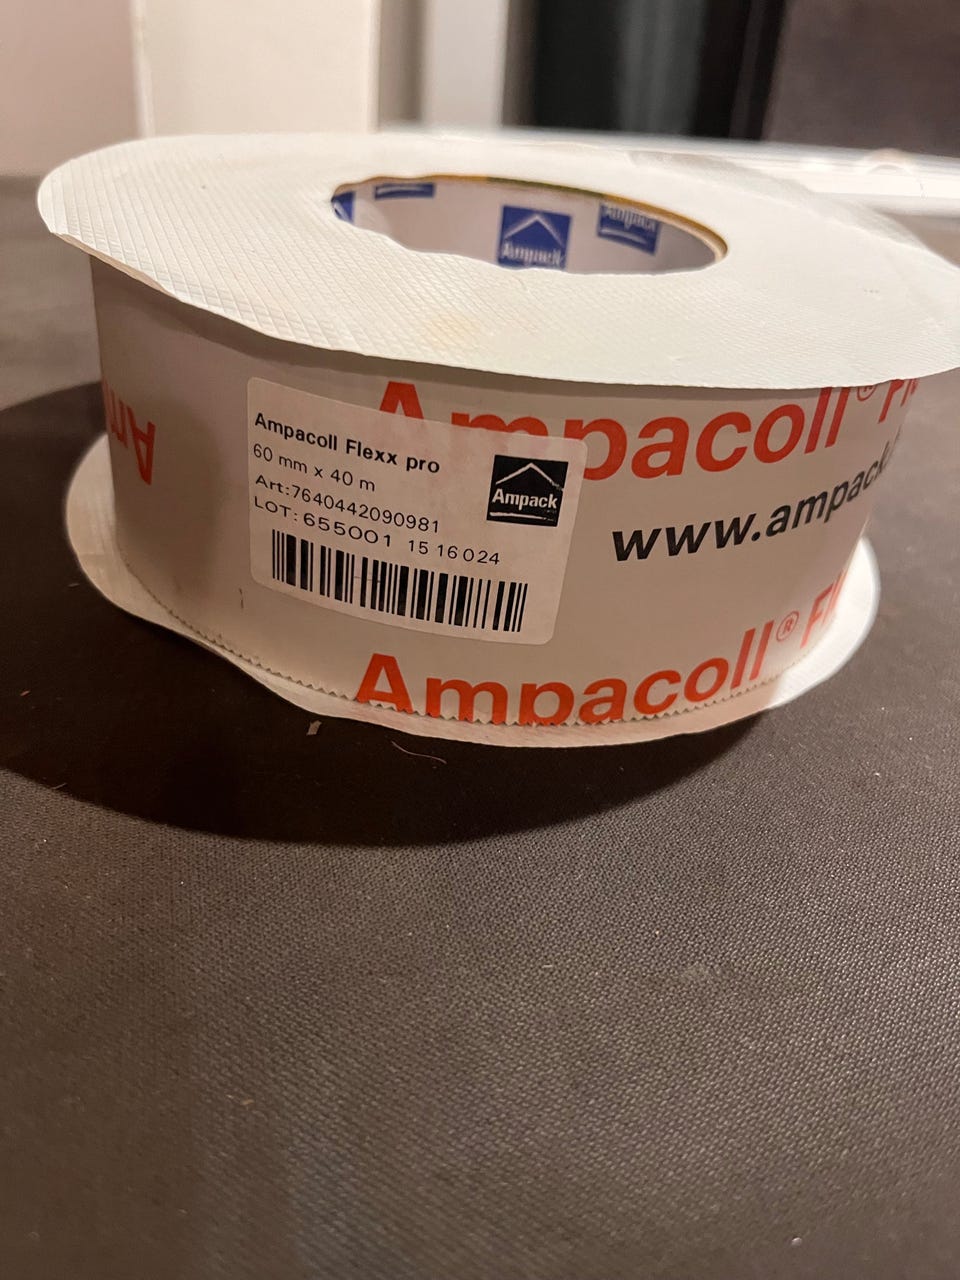 Ampack
Ampack
Ampacoll®
Ampacoll Flexx pro
60 mm x 40 m
Art:7640442090981
LOT: 655001 15 16 024
Ampack
www.ampack
Ampacoll®